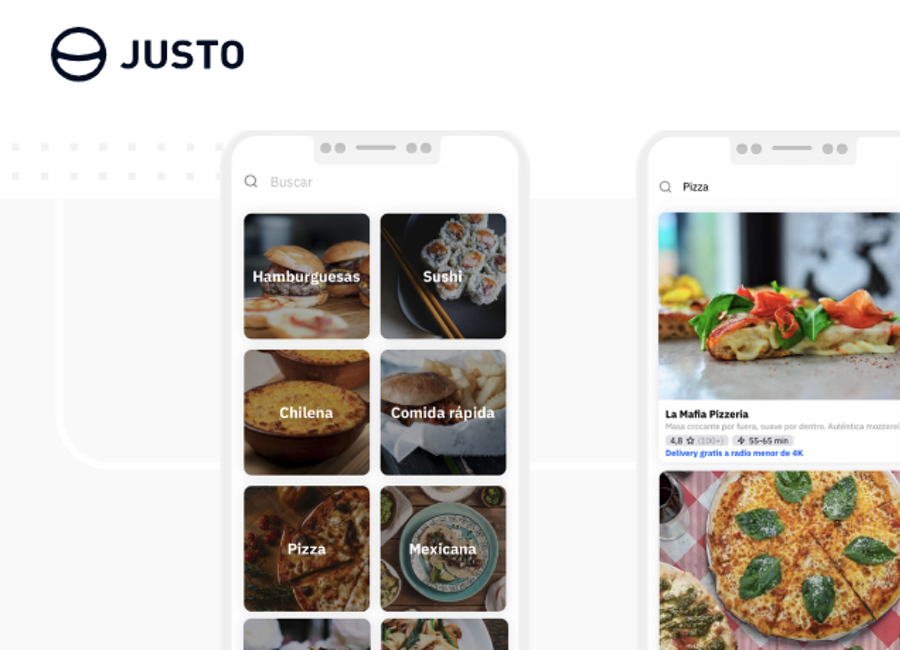 JUSTO
Buscar
Hamburguesas
Sushi
Chilena
Comida rápida
Pizza
Mexicana
Pizza
La Mafia Pizzería
Masa crocante por fuera, suave por dentro. Auténtica mozzarel
4,8 (100+) 55-65 min
Delivery gratis a radio menor de 4K